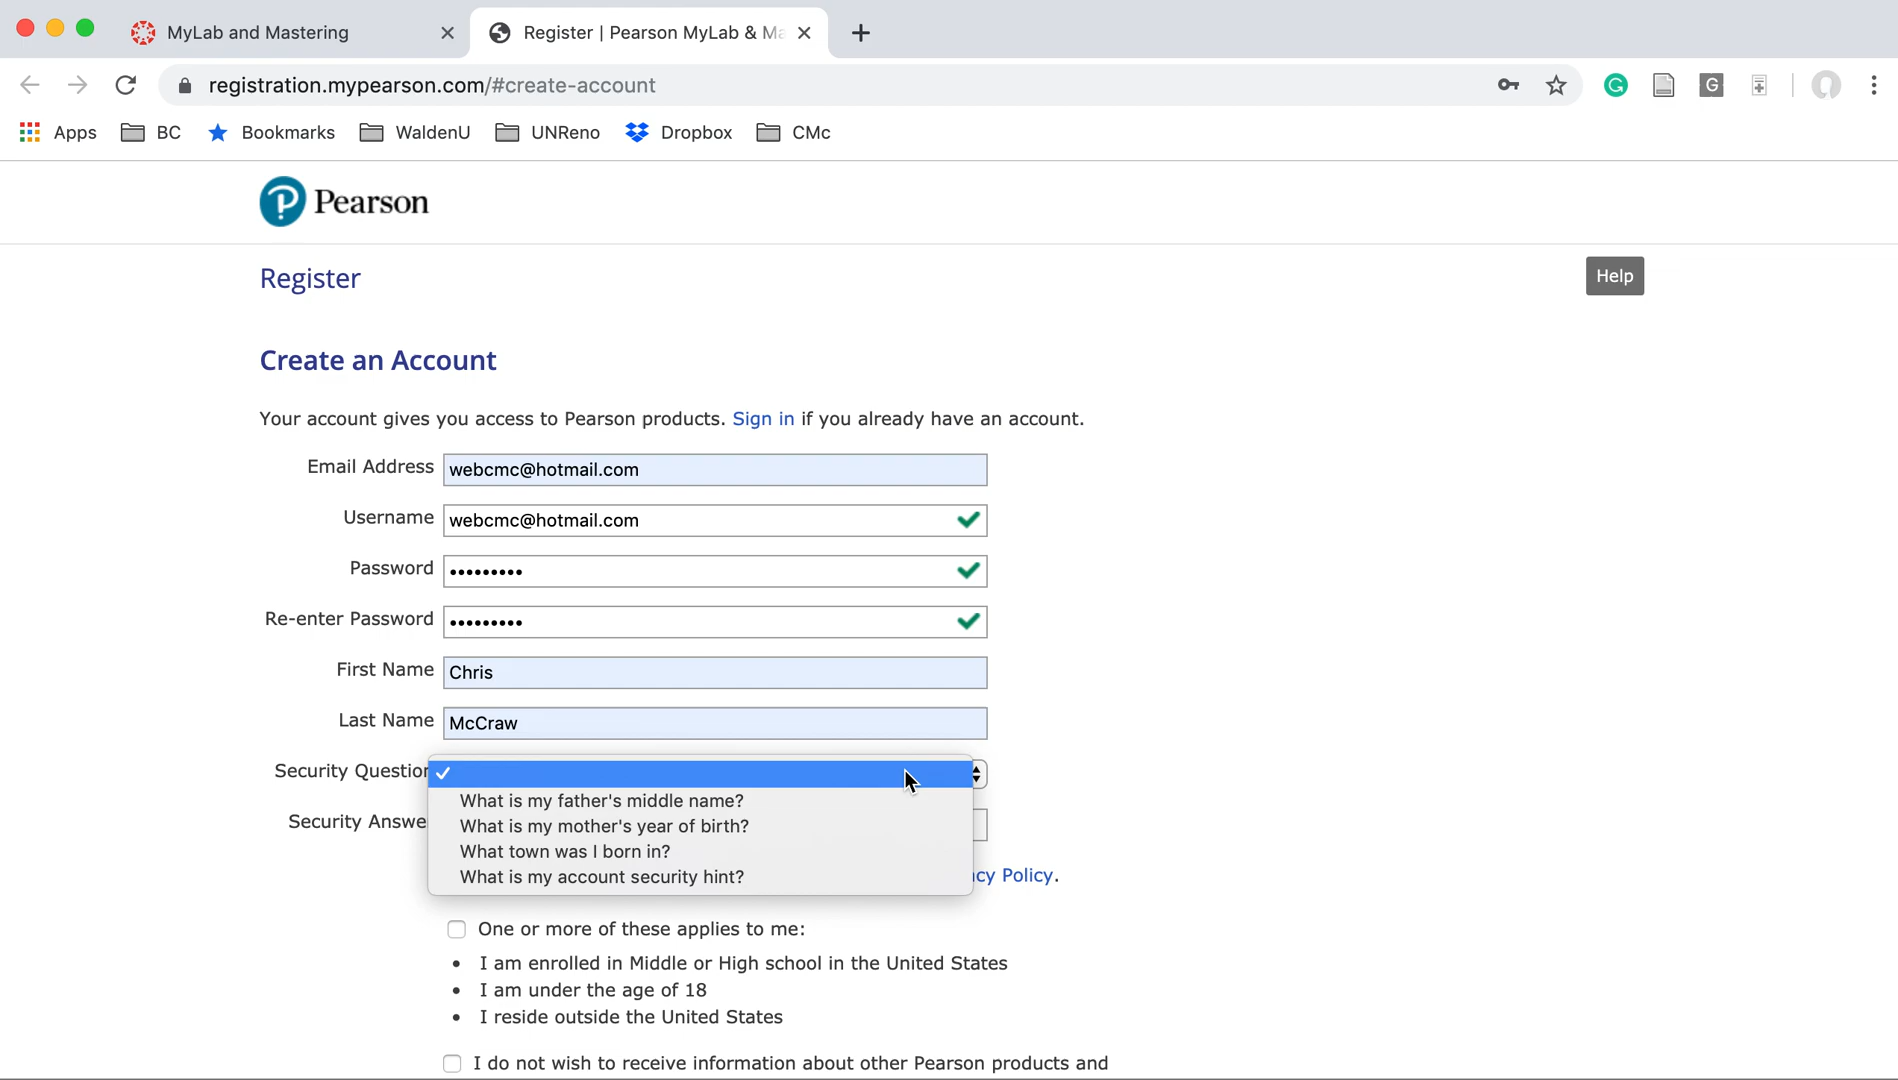 MyLab and Mastering
Register | Pearson MyLab & Ma
registration.mypearson.com/#create-account
Apps BC Bookmarks WaldenU UNReno Dropbox CMc
Pearson
Register
Help
Create an Account
Your account gives you access to Pearson products. Sign in if you already have an account.
Email Address webcmc@hotmail.com
Username webcmc@hotmail.com
Password •••••••••
Re-enter Password •••••••••
First Name Chris
Last Name McCraw
Security Question
What is my father's middle name?
What is my mother's year of birth?
Security Answe
What town was I born in?
What is my account security hint?
cy Policy.
One or more of these applies to me:
• I am enrolled in Middle or High school in the United States
• I am under the age of 18
• I reside outside the United States
I do not wish to receive information about other Pearson products and